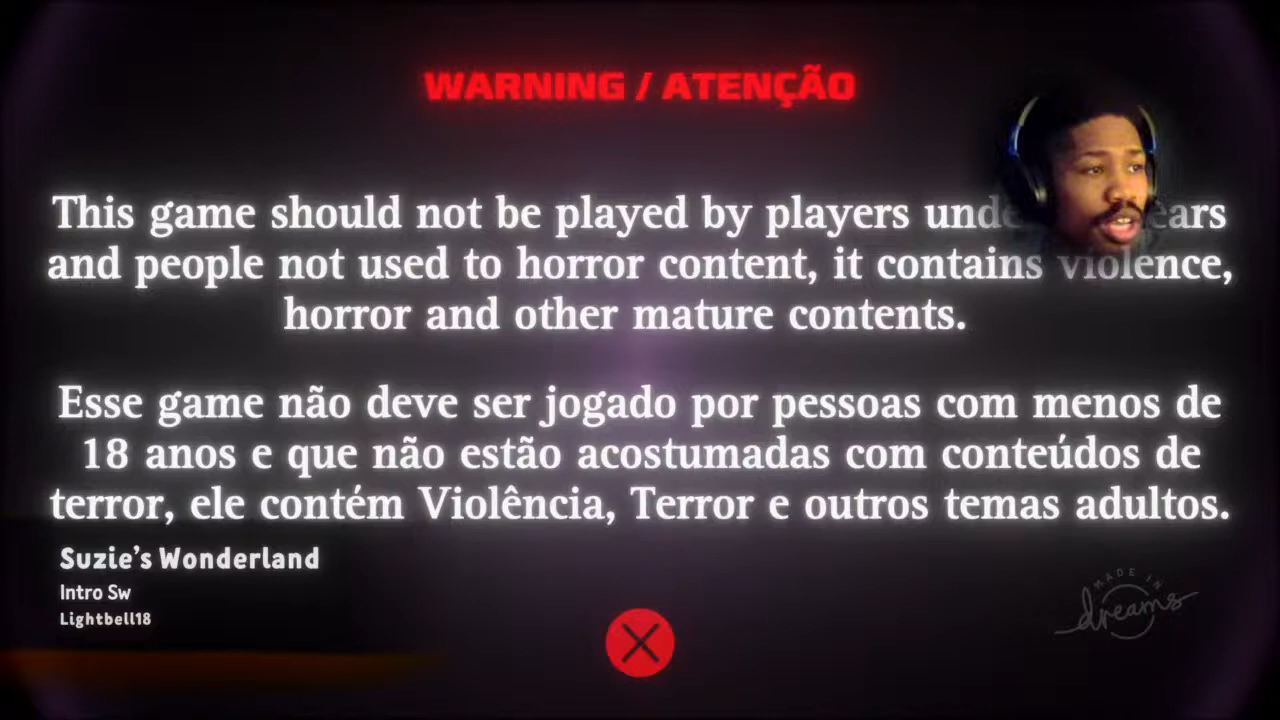 WARNING / ATENÇÃO
This game should not be played by players
and people not used to horror content, it contains violence,
horror and other mature contents.
Esse game não deve ser jogado por pessoas com menos de
18 anos e que não estão acostumadas com conteúdos de
terror, ele contém Violência, Terror e outros temas adultos.
Suzie's Wonderland
Intro Sw
Lightbell18
MADE IN
dreams